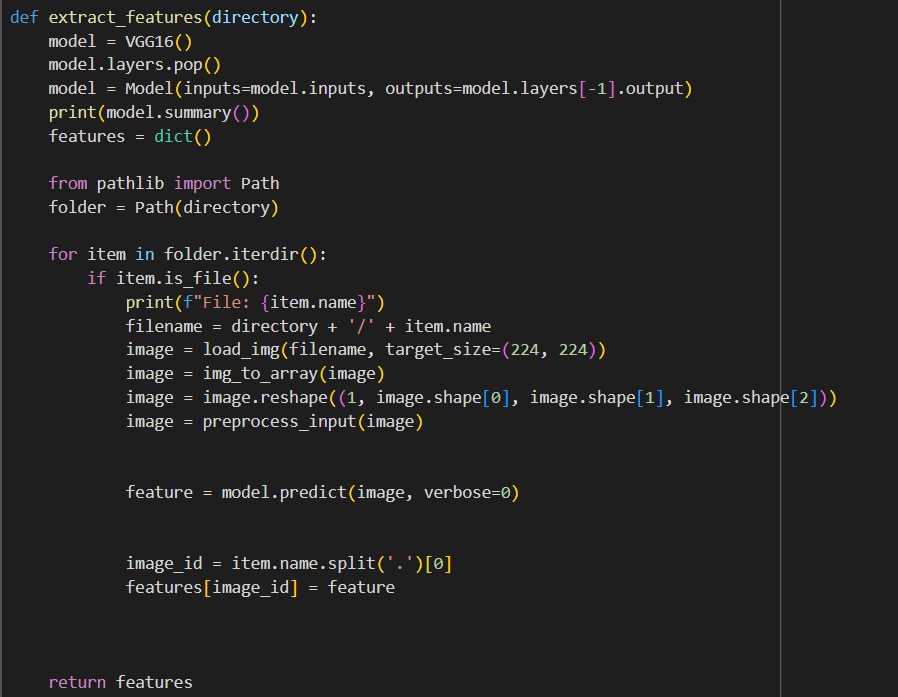 def extract_features(directory):
    model = VGG16()
    model.layers.pop()
    model = Model(inputs=model.inputs, outputs=model.layers[-1].output)
    print(model.summary())
    features = dict()

    from pathlib import Path
    folder = Path(directory)

    for item in folder.iterdir():
        if item.is_file():
            print(f"File: {item.name}")
            filename = directory + '/' + item.name
            image = load_img(filename, target_size=(224, 224))
            image = img_to_array(image)
            image = image.reshape((1, image.shape[0], image.shape[1], image.shape[2]))
            image = preprocess_input(image)


            feature = model.predict(image, verbose=0)


            image_id = item.name.split('.')[0]
            features[image_id] = feature



    return features